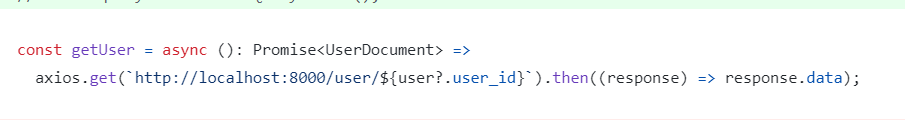 const getUser = async (): Promise<UserDocument> =>
axios.get(`http://localhost:8000/user/${user?.user_id}`).then((response) => response.data);